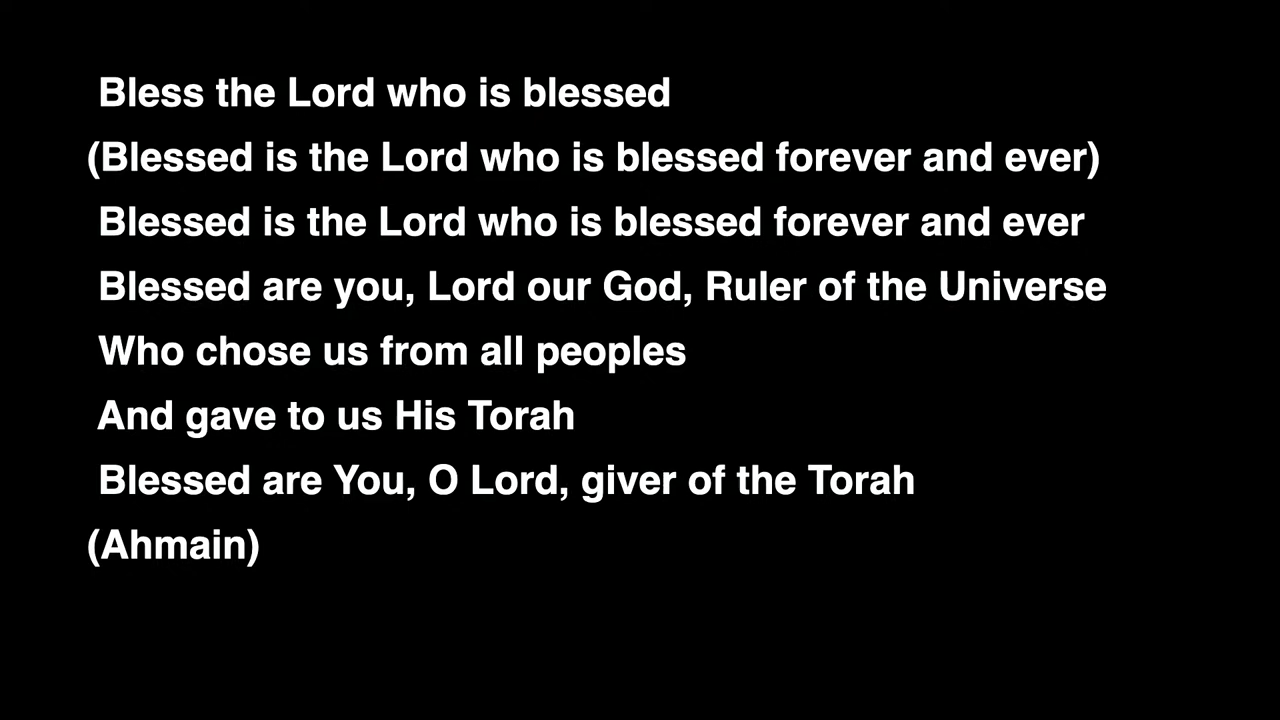 Bless the Lord who is blessed
(Blessed is the Lord who is blessed forever and ever)
Blessed is the Lord who is blessed forever and ever
Blessed are you, Lord our God, Ruler of the Universe
Who chose us from all peoples
And gave to us His Torah
Blessed are You, O Lord, giver of the Torah
(Ahmain)